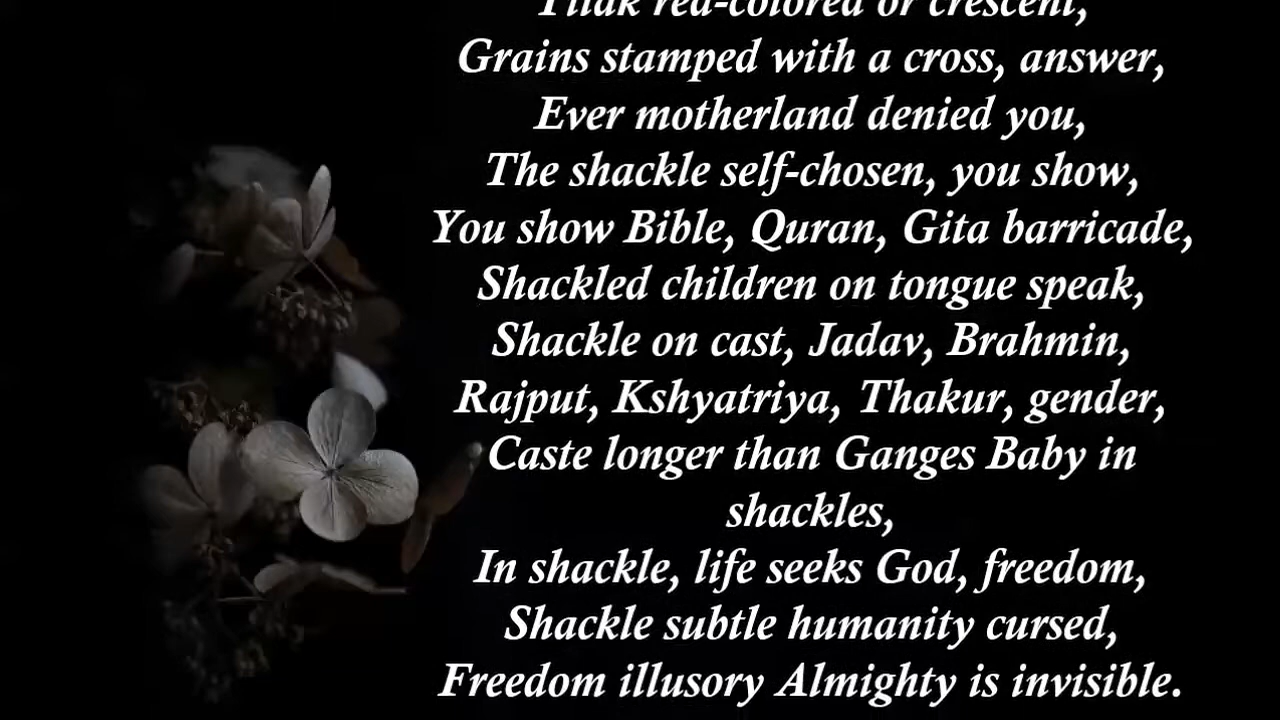 Tilak red-colored or crescent,
Grains stamped with a cross, answer,
Ever motherland denied you,
The shackle self-chosen, you show,
You show Bible, Quran, Gita barricade,
Shackled children on tongue speak,
Shackle on cast, Jadav, Brahmin,
Rajput, Kshyatriya, Thakur, gender,
Caste longer than Ganges Baby in
shackles,
In shackle, life seeks God, freedom,
Shackle subtle humanity cursed,
Freedom illusory Almighty is invisible.